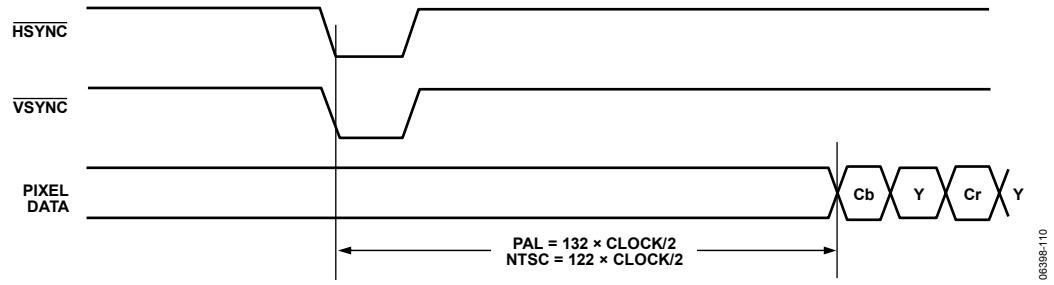 HSYNC
VSYNC
PIXEL
DATA
Cb Y Cr Y
PAL = 132 × CLOCK/2
NTSC = 122 × CLOCK/2
06398-110